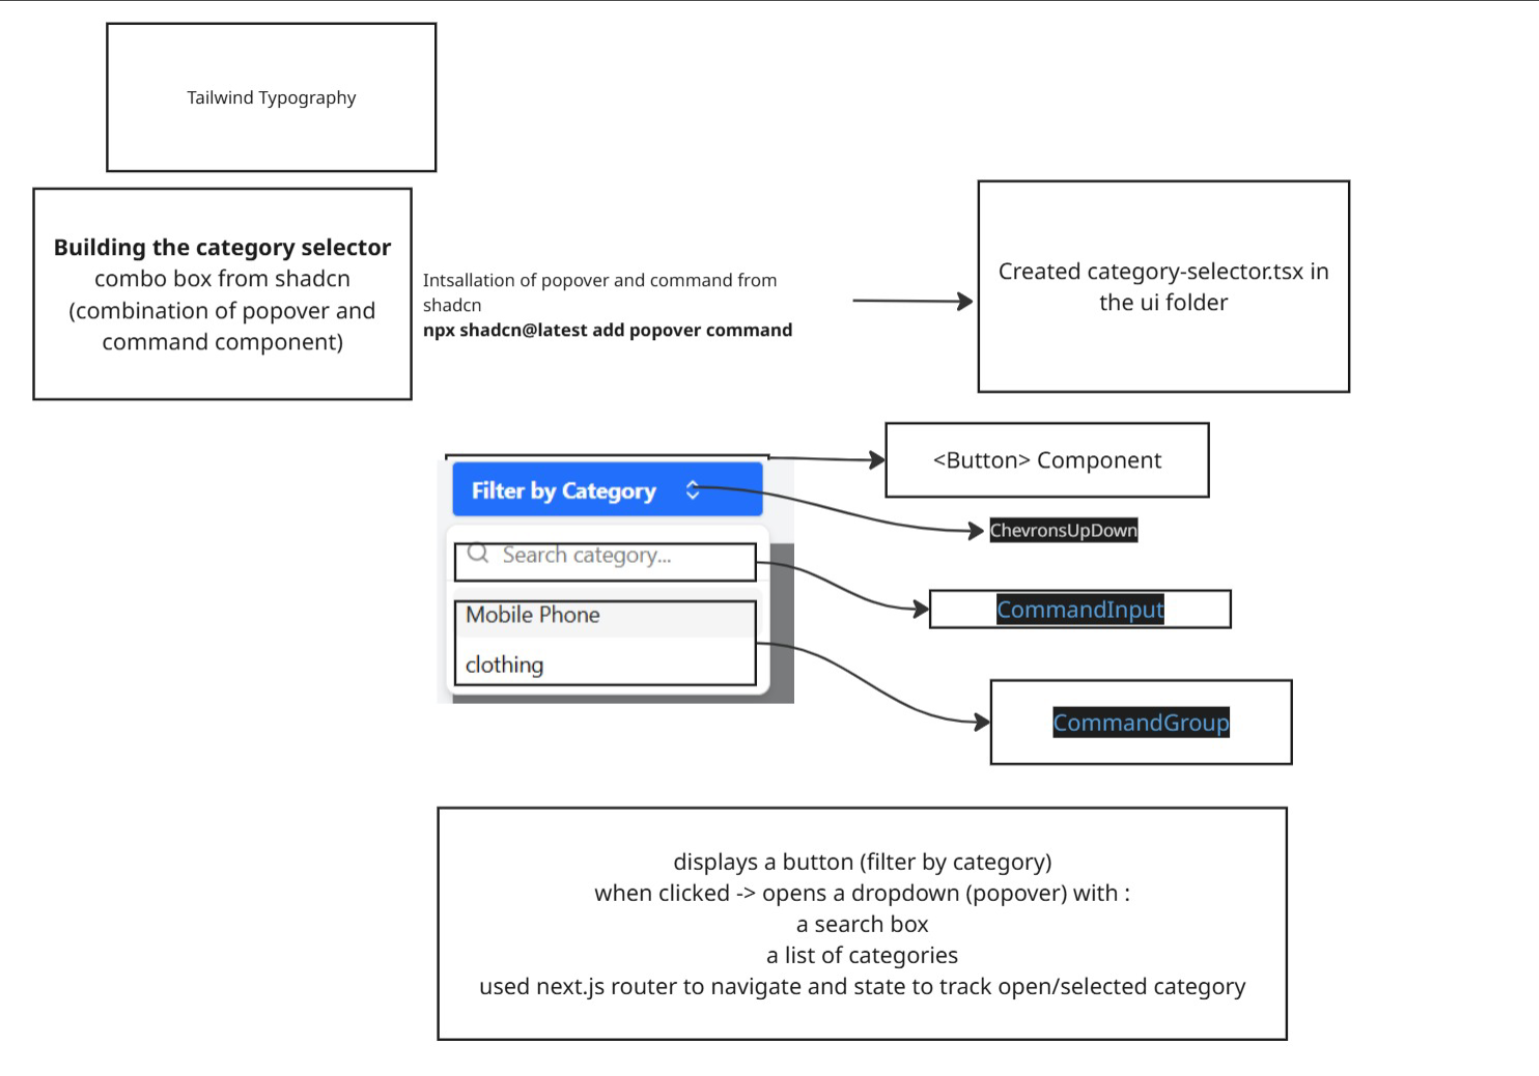 Tailwind Typography
Building the category selector
combo box from shadcn
(combination of popover and
command component)
Intsallation of popover and command from
shadcn
npx shadcn@latest add popover command
Created category-selector.tsx in
the ui folder
<Button> Component
Filter by Category
ChevronsUpDown
Search category...
CommandInput
Mobile Phone
clothing
CommandGroup
displays a button (filter by category)
when clicked -> opens a dropdown (popover) with :
a search box
a list of categories
used next.js router to navigate and state to track open/selected category